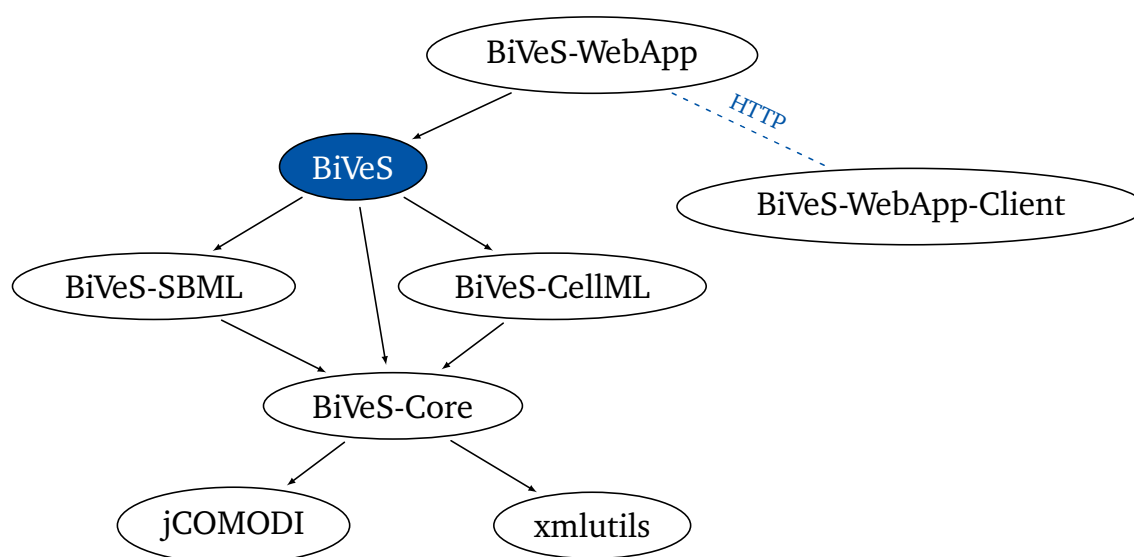 BiVeS-WebApp
HTTP
BiVeS
BiVeS-WebApp-Client
BiVeS-SBML
BiVeS-CellML
BiVeS-Core
jCOMODI
xmlutils